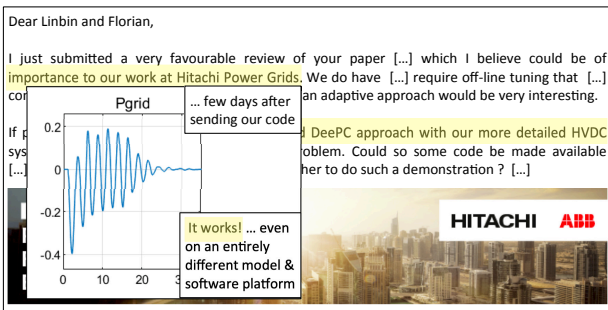 Dear Linbin and Florian,
I just submitted a very favourable review of your paper [...] which I believe could be of
importance to our work at Hitachi Power Grids. We do have [...] require off-line tuning that [...]
an adaptive approach would be very interesting.
If
DeePC approach with our more detailed HVDC
Could so some code be made available
[...]
her to do such a demonstration ? [...]
Pgrid
... few days after
sending our code
0.2
0
-0.2
-0.4
0
10
20
It works! ... even
on an entirely
different model &
software platform
HITACHI ABB